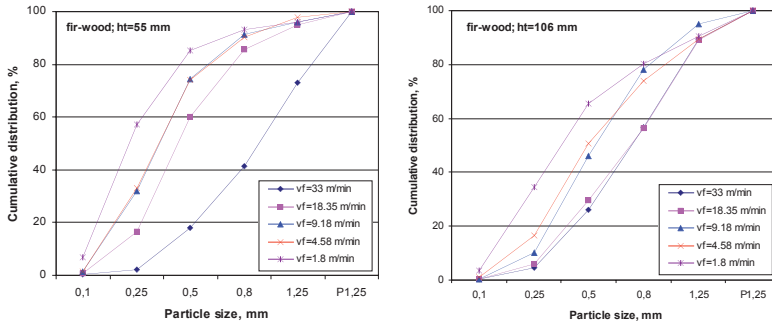 fir-wood; ht=55 mm
Cumulative distribution, %
100
80
60
40
20
0
vf=33 m/min
vf=18.35 m/min
vf=9.18 m/min
vf=4.58 m/min
vf=1.8 m/min
0,1 0,25 0,5 0,8 1,25 P1,25
Particle size, mm
fir-wood; ht=106 mm
Cumulative distribution, %
100
80
60
40
20
0
vf=33 m/min
vf=18.35 m/min
vf=9.18 m/min
vf=4.58 m/min
vf=1.8 m/min
0,1 0,25 0,5 0,8 1,25 P1,25
Particle size, mm